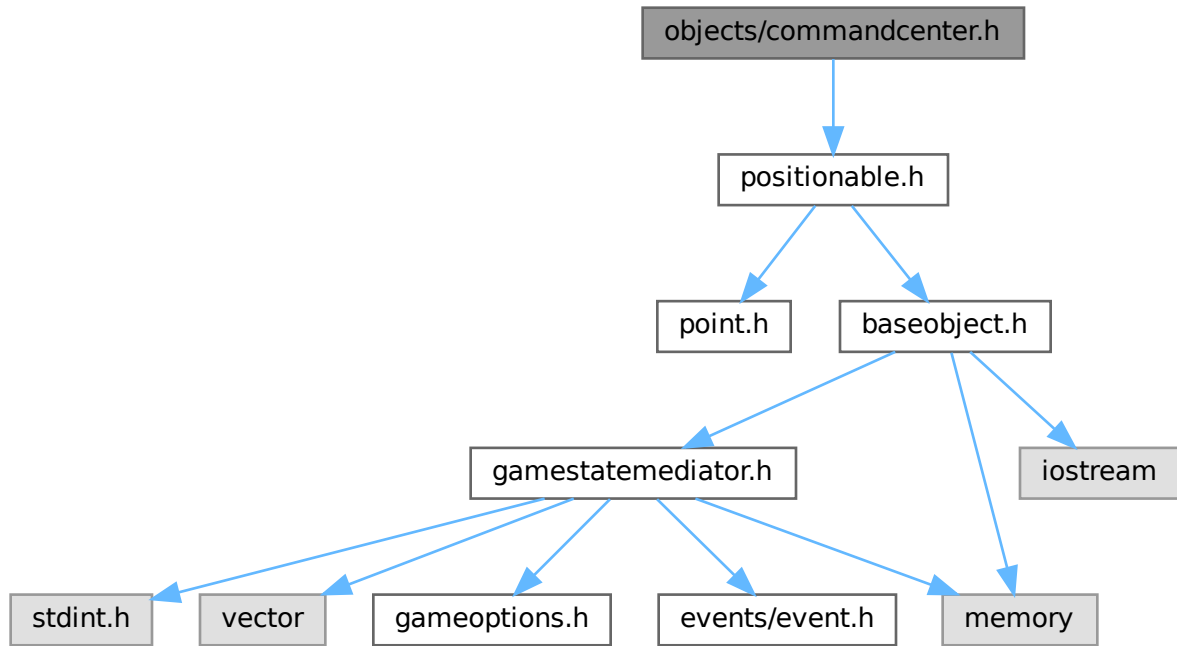 objects/commandcenter.h
positionable.h
point.h
baseobject.h
gamestatemediator.h
iostream
stdint.h
vector
gameoptions.h
events/event.h
memory